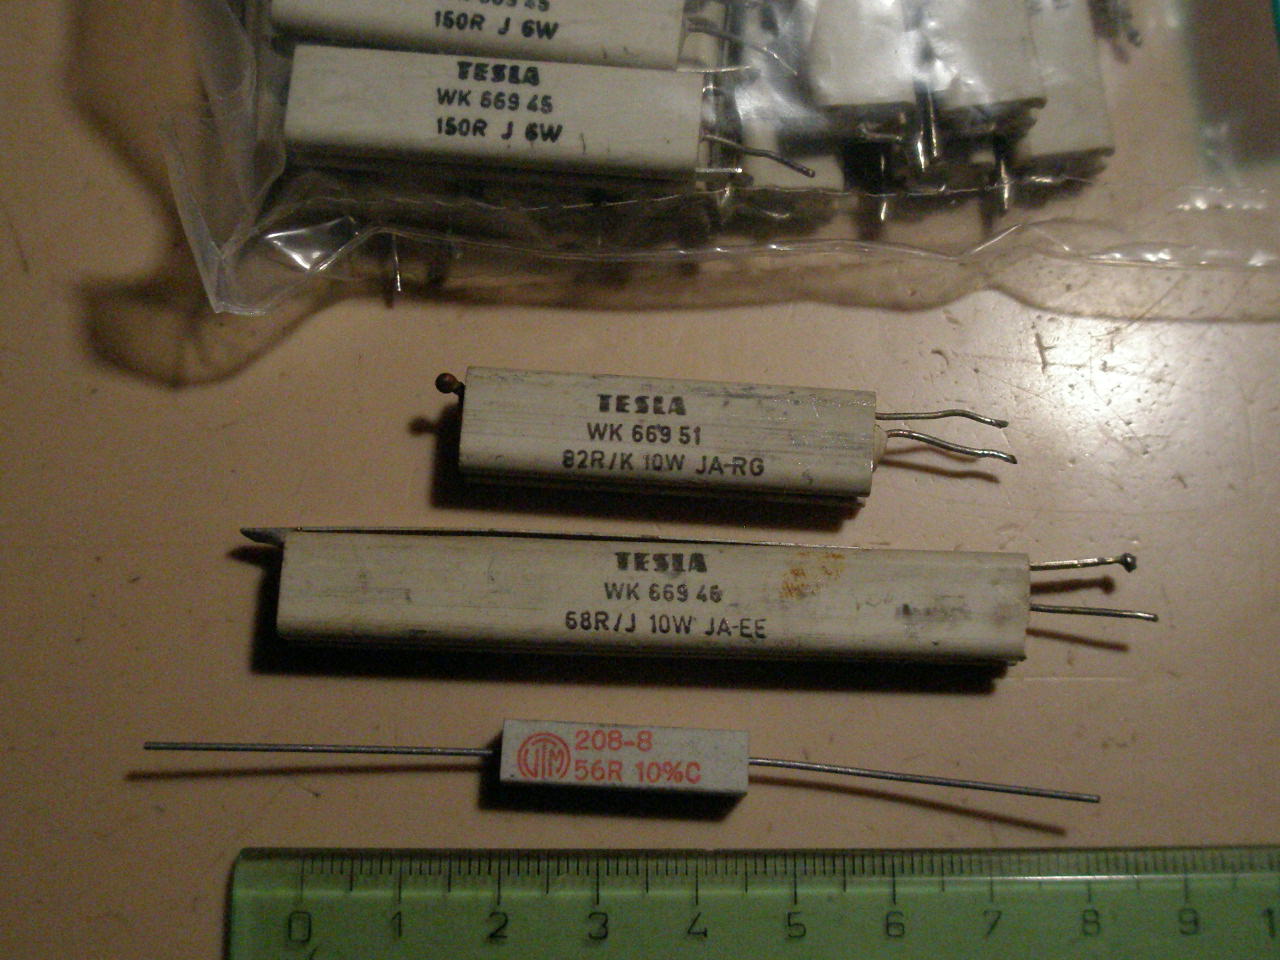 150R J 6W
TESLA
WK 669 45
150R J 6W
TESLA
WK 669 51
82R/K 10W JA-RG
TESLA
WK 669 46
68R/J 10W JA-EE
VTM 208-8
56R 10%C
0 1 2 3 4 5 6 7 8 9 1